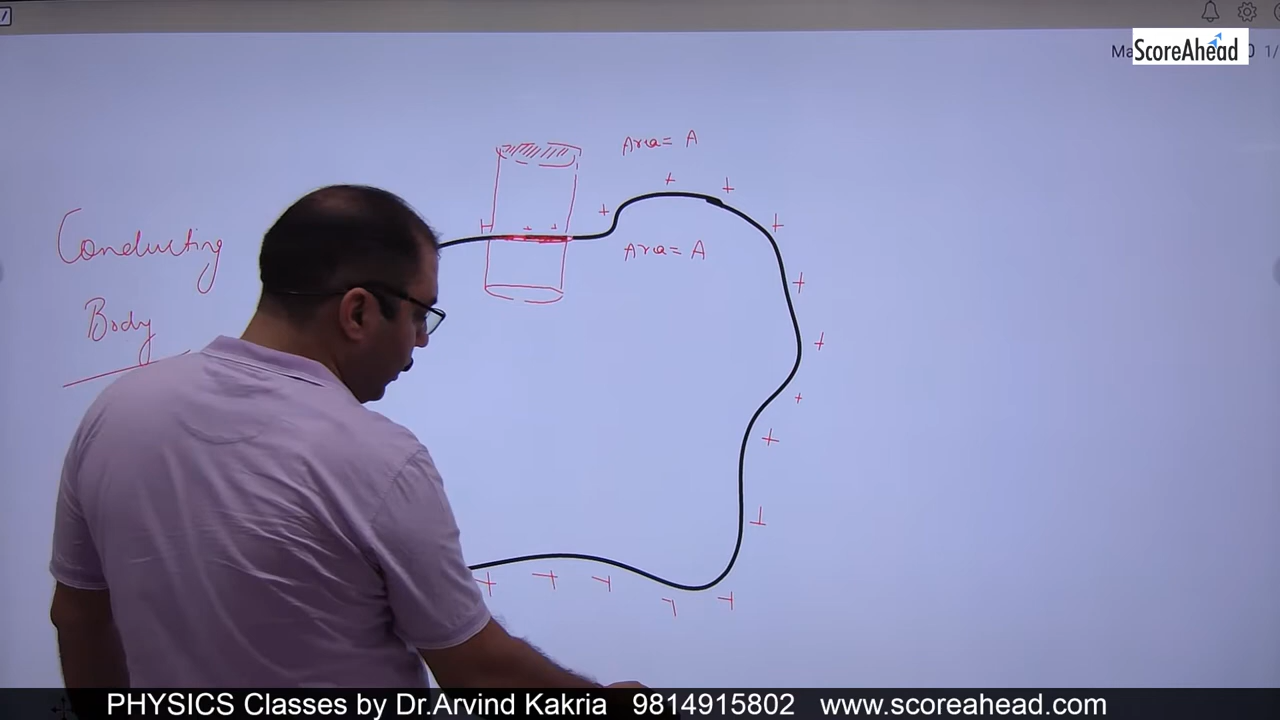 ScoreAhead
Area = A
Conducting
Body
Area = A
PHYSICS Classes by Dr.Arvind Kakria 9814915802 www.scoreahead.com